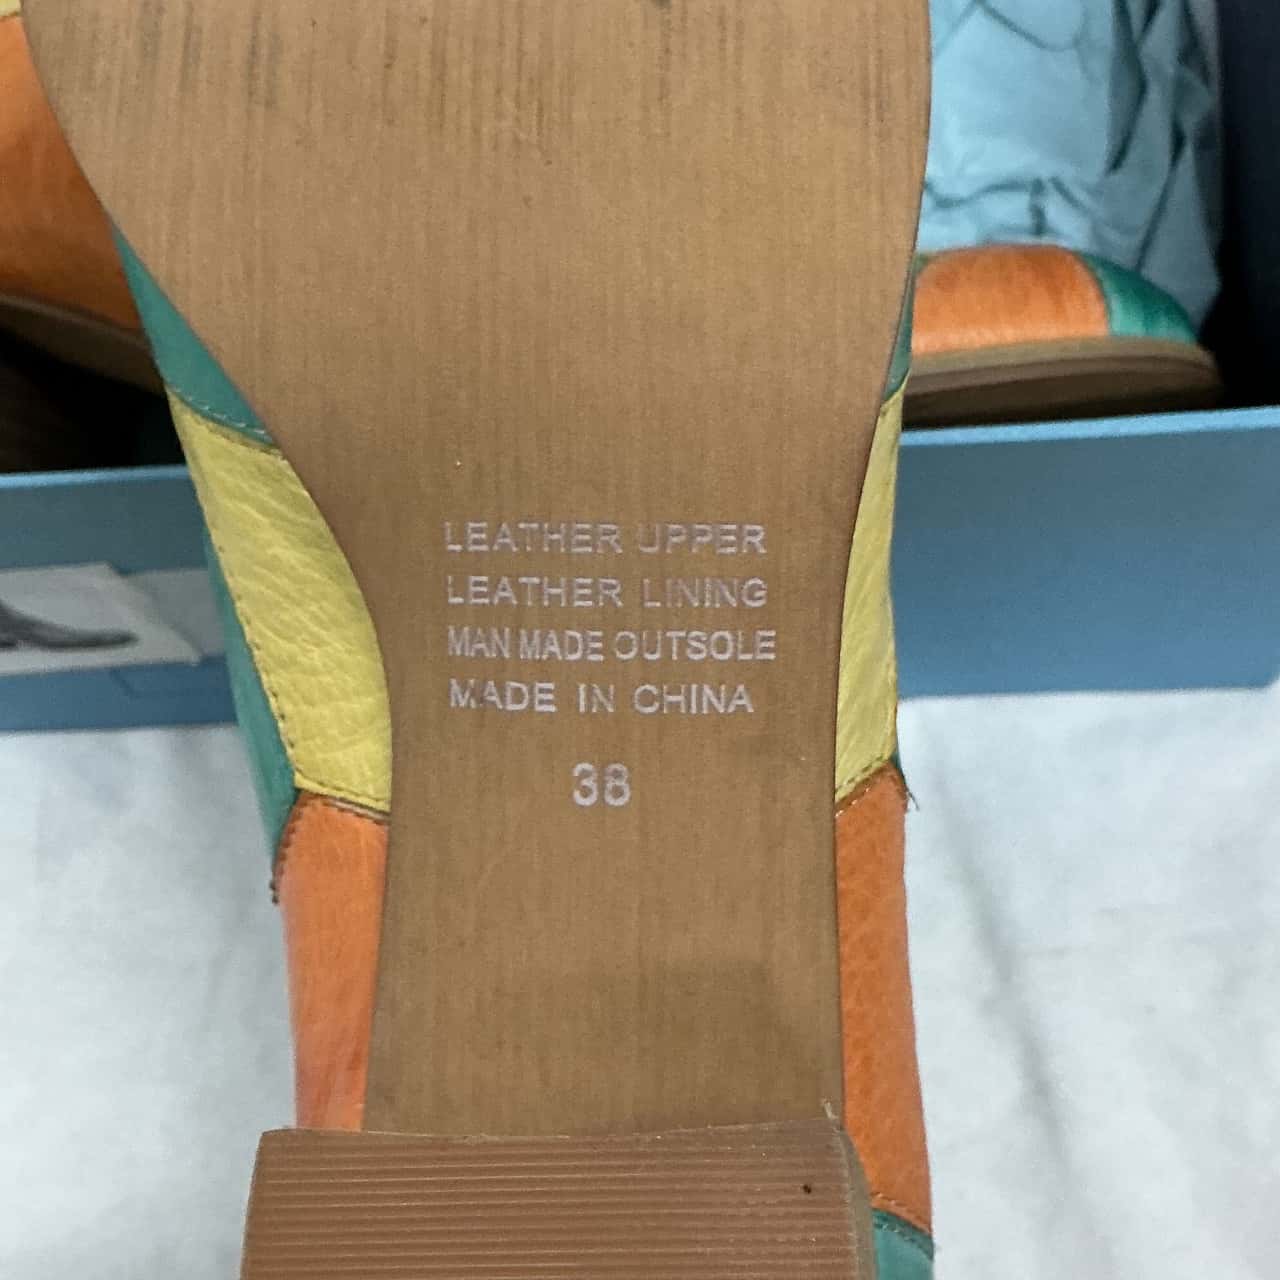 LEATHER UPPER
LEATHER LINING
MAN MADE OUTSOLE
MADE IN CHINA
38